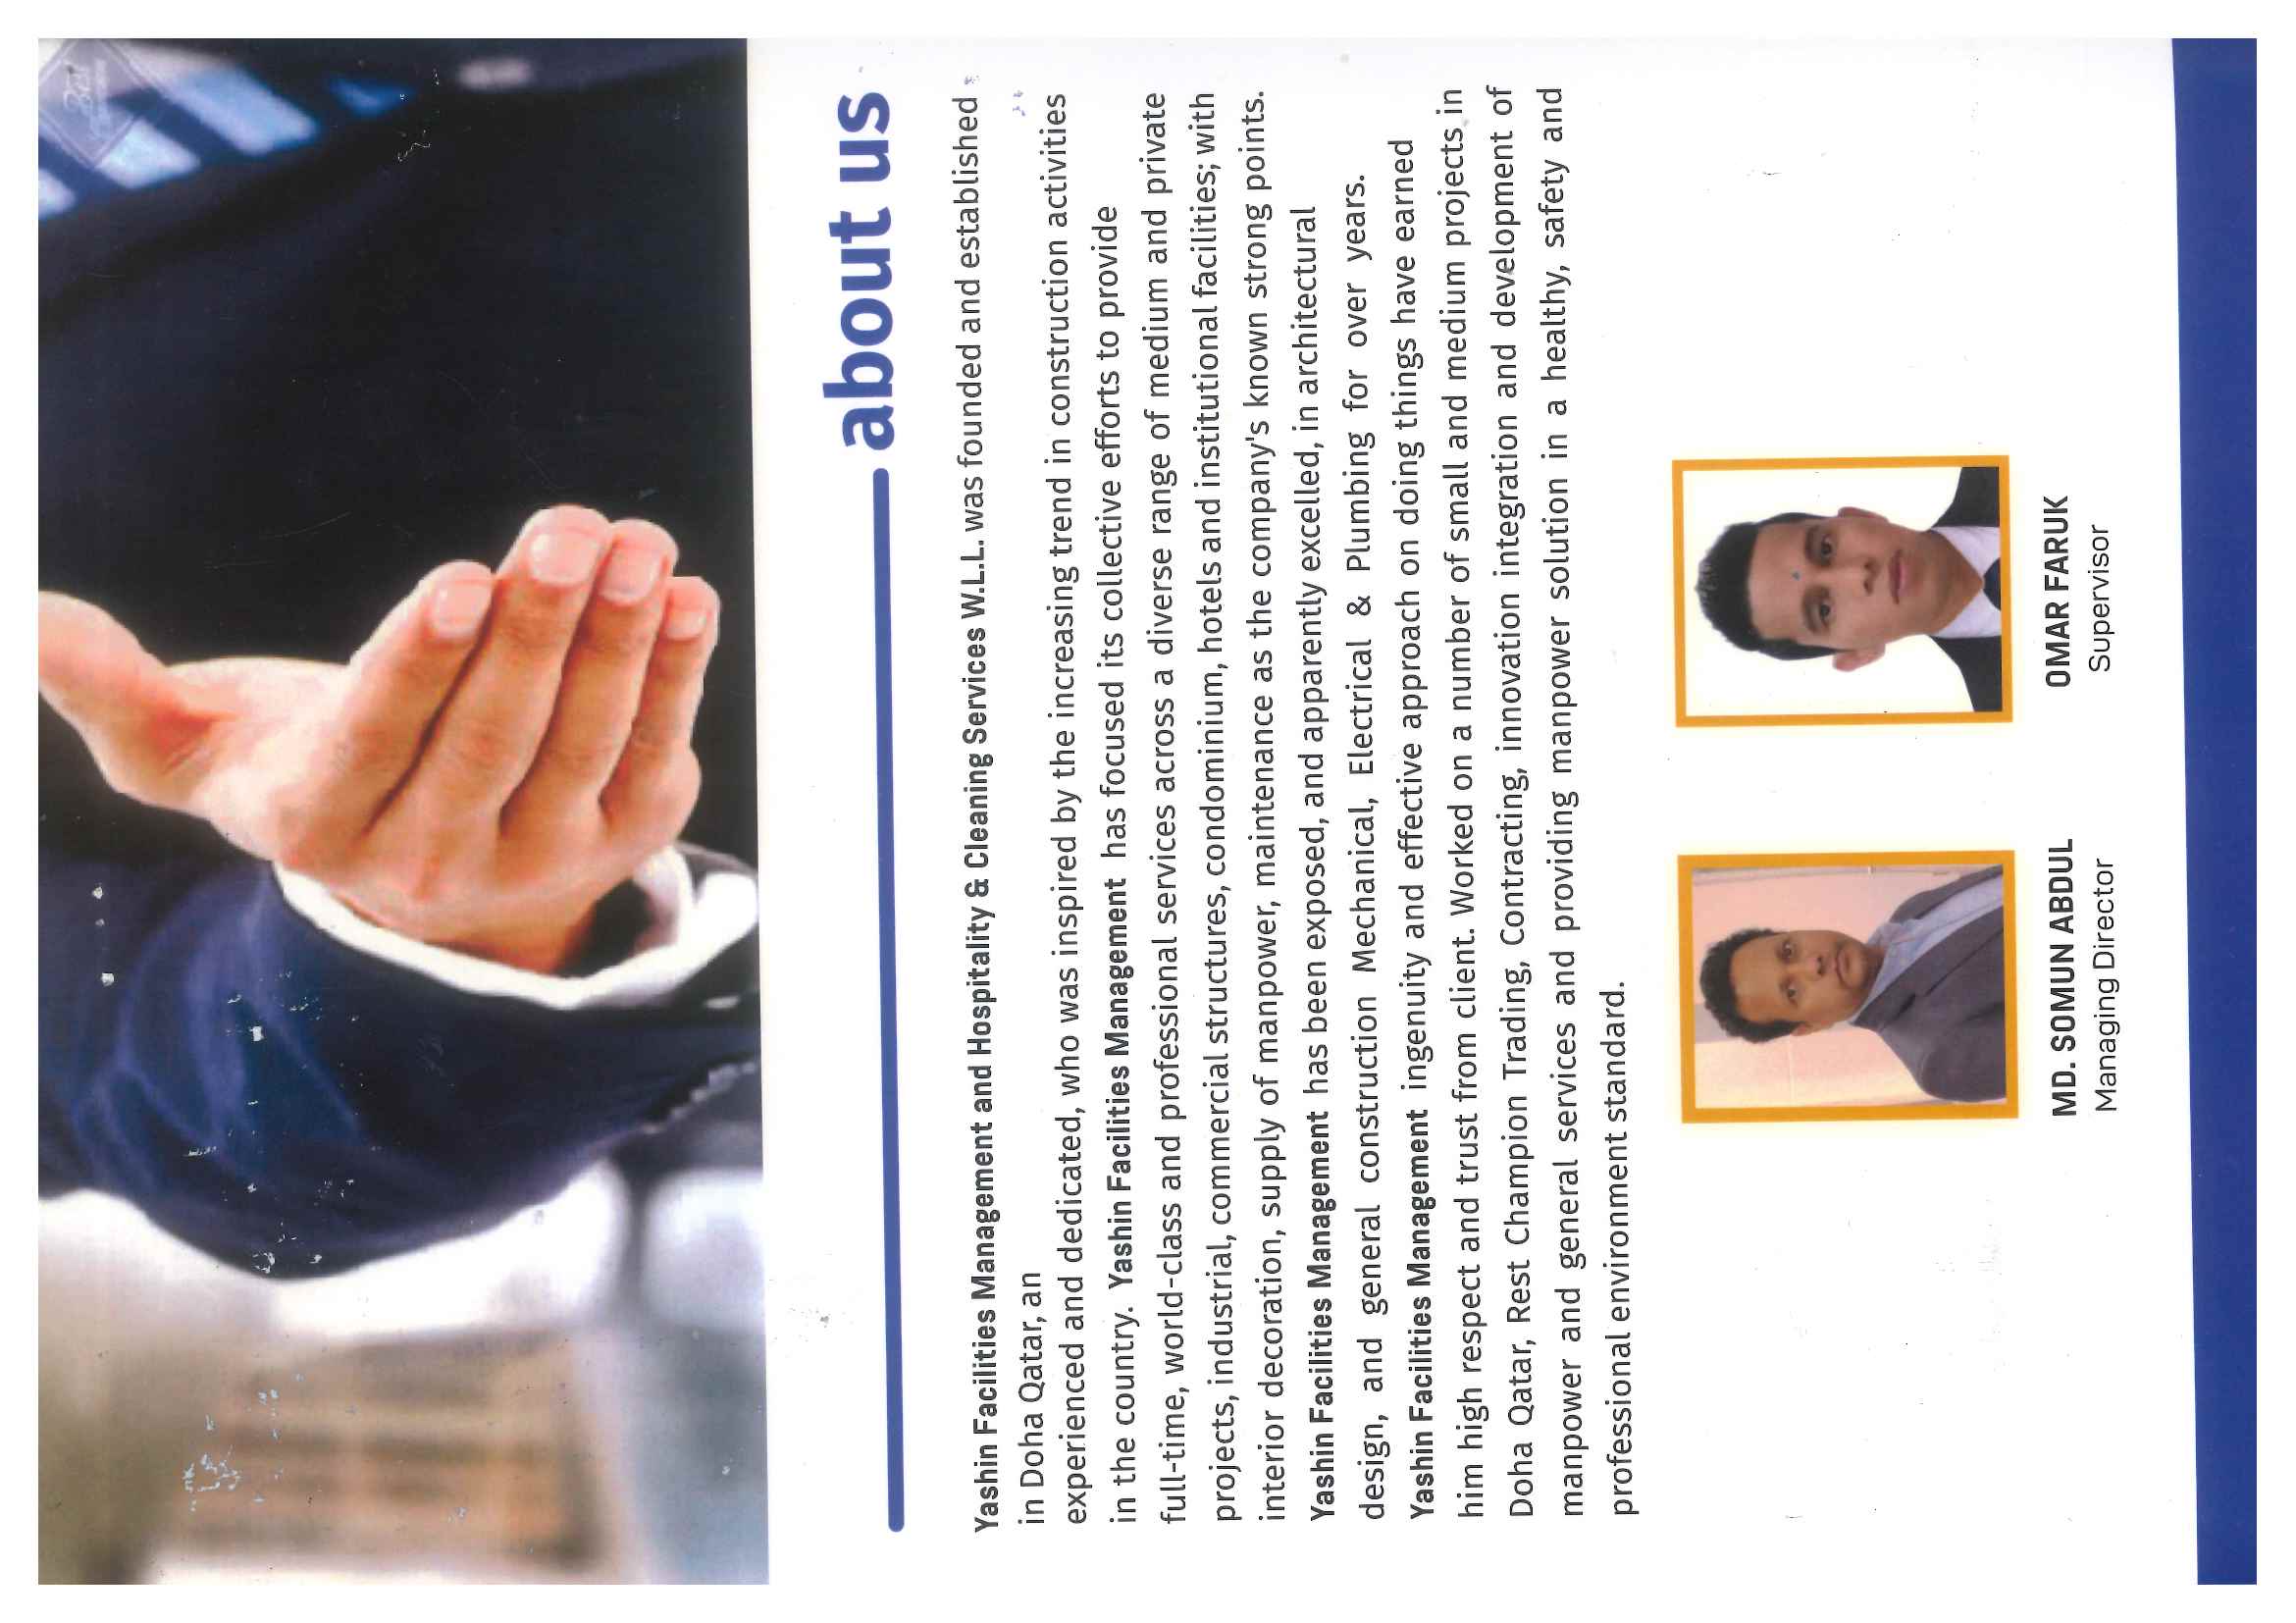 about us
Yashin Facilities Management and Hospitality & Cleaning Services W.L.L. was founded and established
in Doha Qatar, an
experienced and dedicated, who was inspired by the increasing trend in construction activities
in the country. Yashin Facilities Management has focused its collective efforts to provide
full-time, world-class and professional services across a diverse range of medium and private
projects, industrial, commercial structures, condominium, hotels and institutional facilities; with
interior decoration, supply of manpower, maintenance as the company's known strong points.
Yashin Facilities Management has been exposed, and apparently excelled, in architectural
design, and general construction Mechanical, Electrical & Plumbing for over years.
Yashin Facilities Management ingenuity and effective approach on doing things have earned
him high respect and trust from client. Worked on a number of small and medium projects in
Doha Qatar, Rest Champion Trading, Contracting, innovation integration and development of
manpower and general services and providing manpower solution in a healthy, safety and
professional environment standard.
MD. SOMUN ABDUL
Managing Director
OMAR FARUK
Supervisor